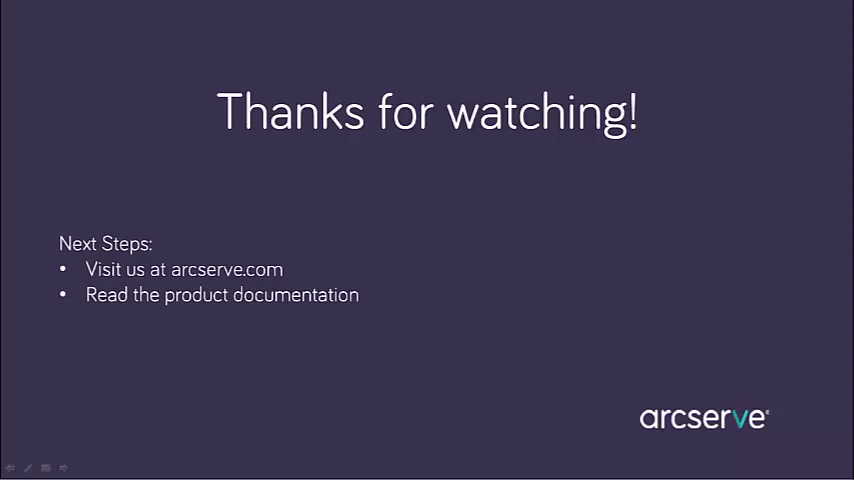 Thanks for watching!
Next Steps:
• Visit us at arcserve.com
• Read the product documentation
arcserve®